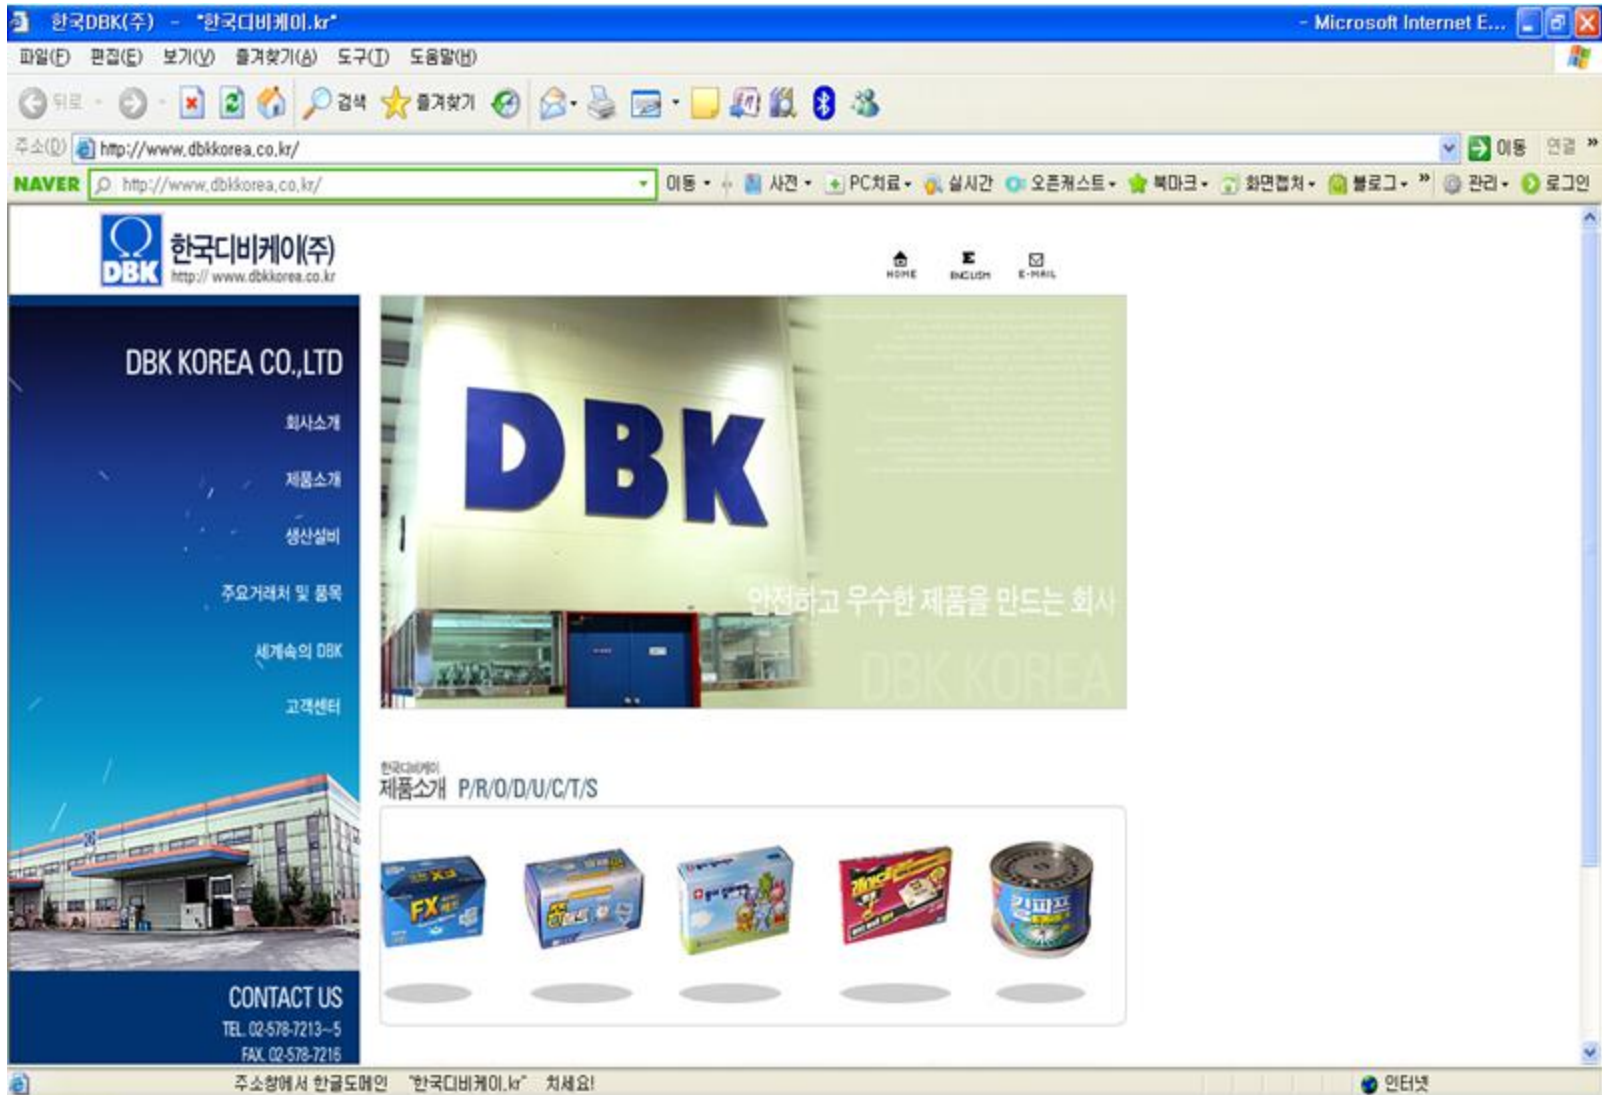 한국DBK(주) - "한국디비케이.kr" - Microsoft Internet E...
파일(F) 편집(E) 보기(V) 즐겨찾기(A) 도구(T) 도움말(H)
뒤로 검색 즐겨찾기
주소(D) http://www.dbkkorea.co.kr/ 이동 연결 »
NAVER http://www.dbkkorea.co.kr/ 이동 사전 PC치료 실시간 오픈캐스트 북마크 화면캡처 블로그 » 관리 로그인
DBK 한국디비케이(주)
http://www.dbkkorea.co.kr
HOME ENGLISH E-MAIL
DBK KOREA CO.,LTD
회사소개
제품소개
생산설비
주요거래처 및 품목
세계속의 DBK
고객센터
DBK
안전하고 우수한 제품을 만드는 회사
DBK KOREA
한국디비케이
제품소개 P/R/O/D/U/C/T/S
FX
킬파프
CONTACT US
TEL. 02-578-7213~5
FAX. 02-578-7216
주소창에서 한글도메인 "한국디비케이.kr" 치세요!
인터넷